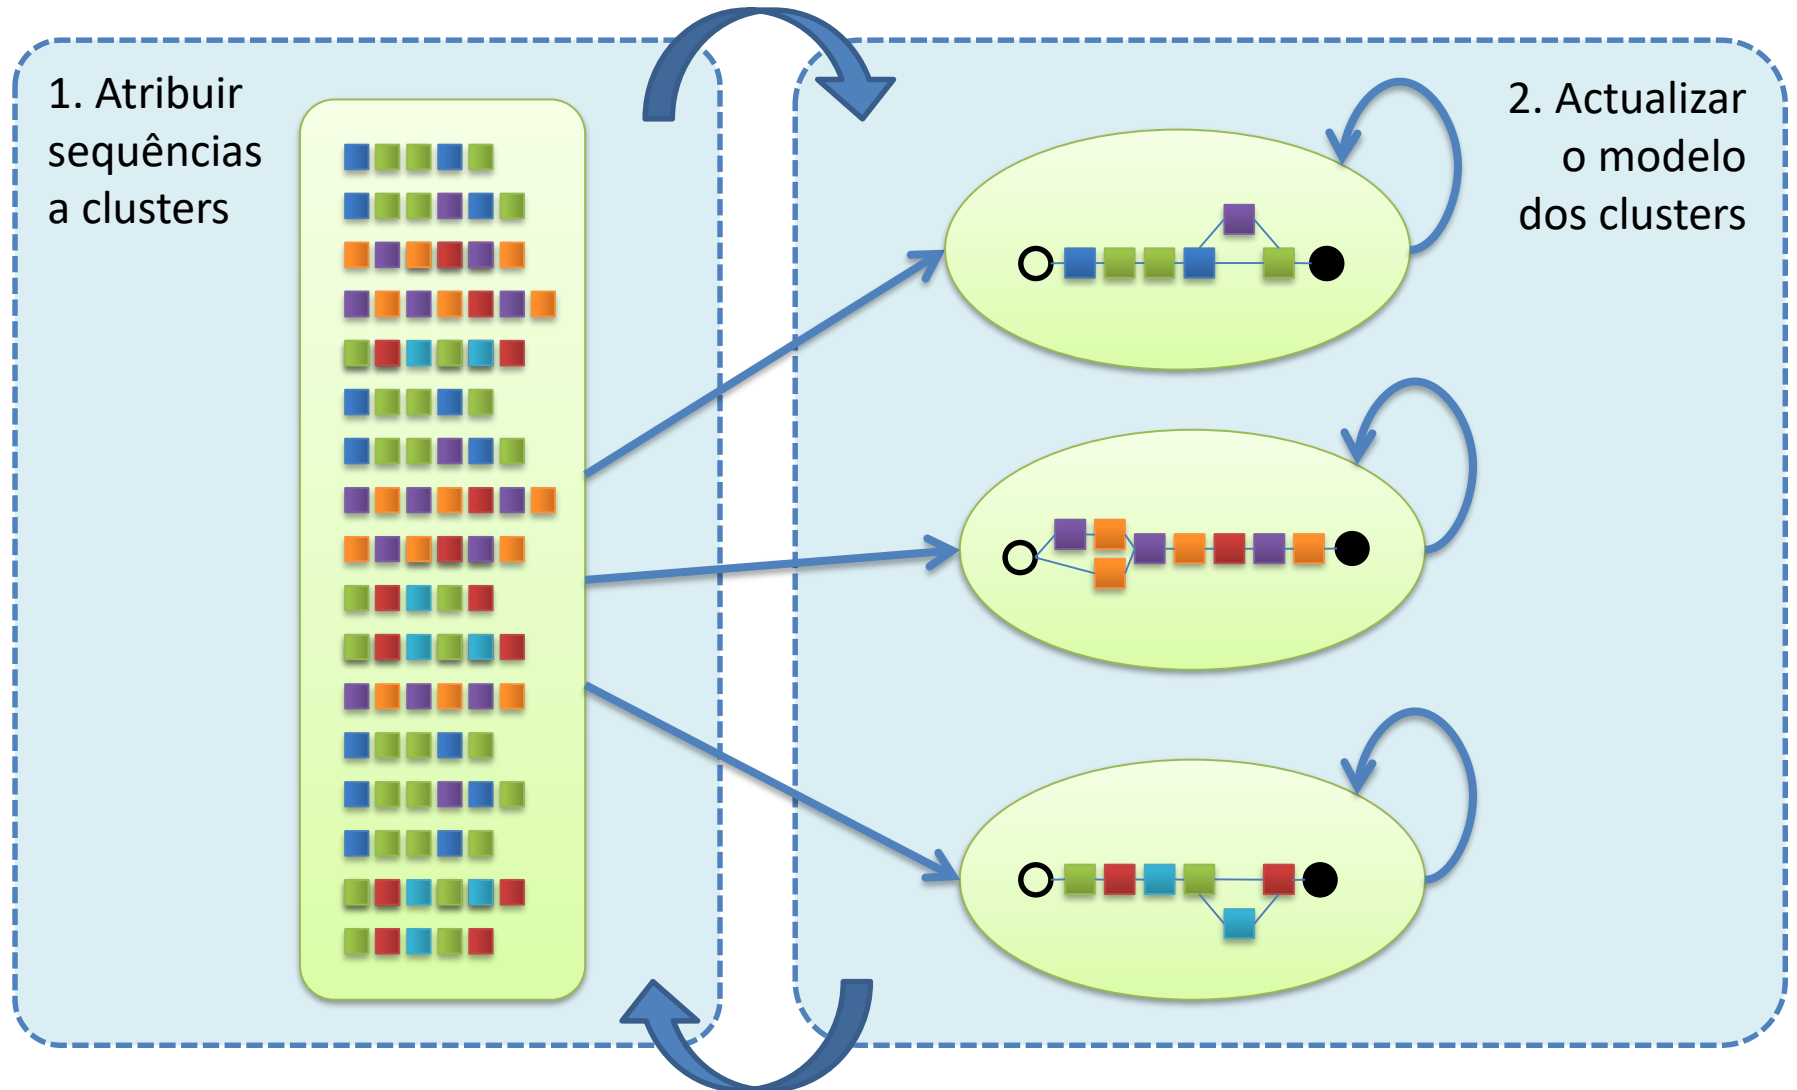 1. Atribuir
sequências
a clusters
2. Actualizar
o modelo
dos clusters